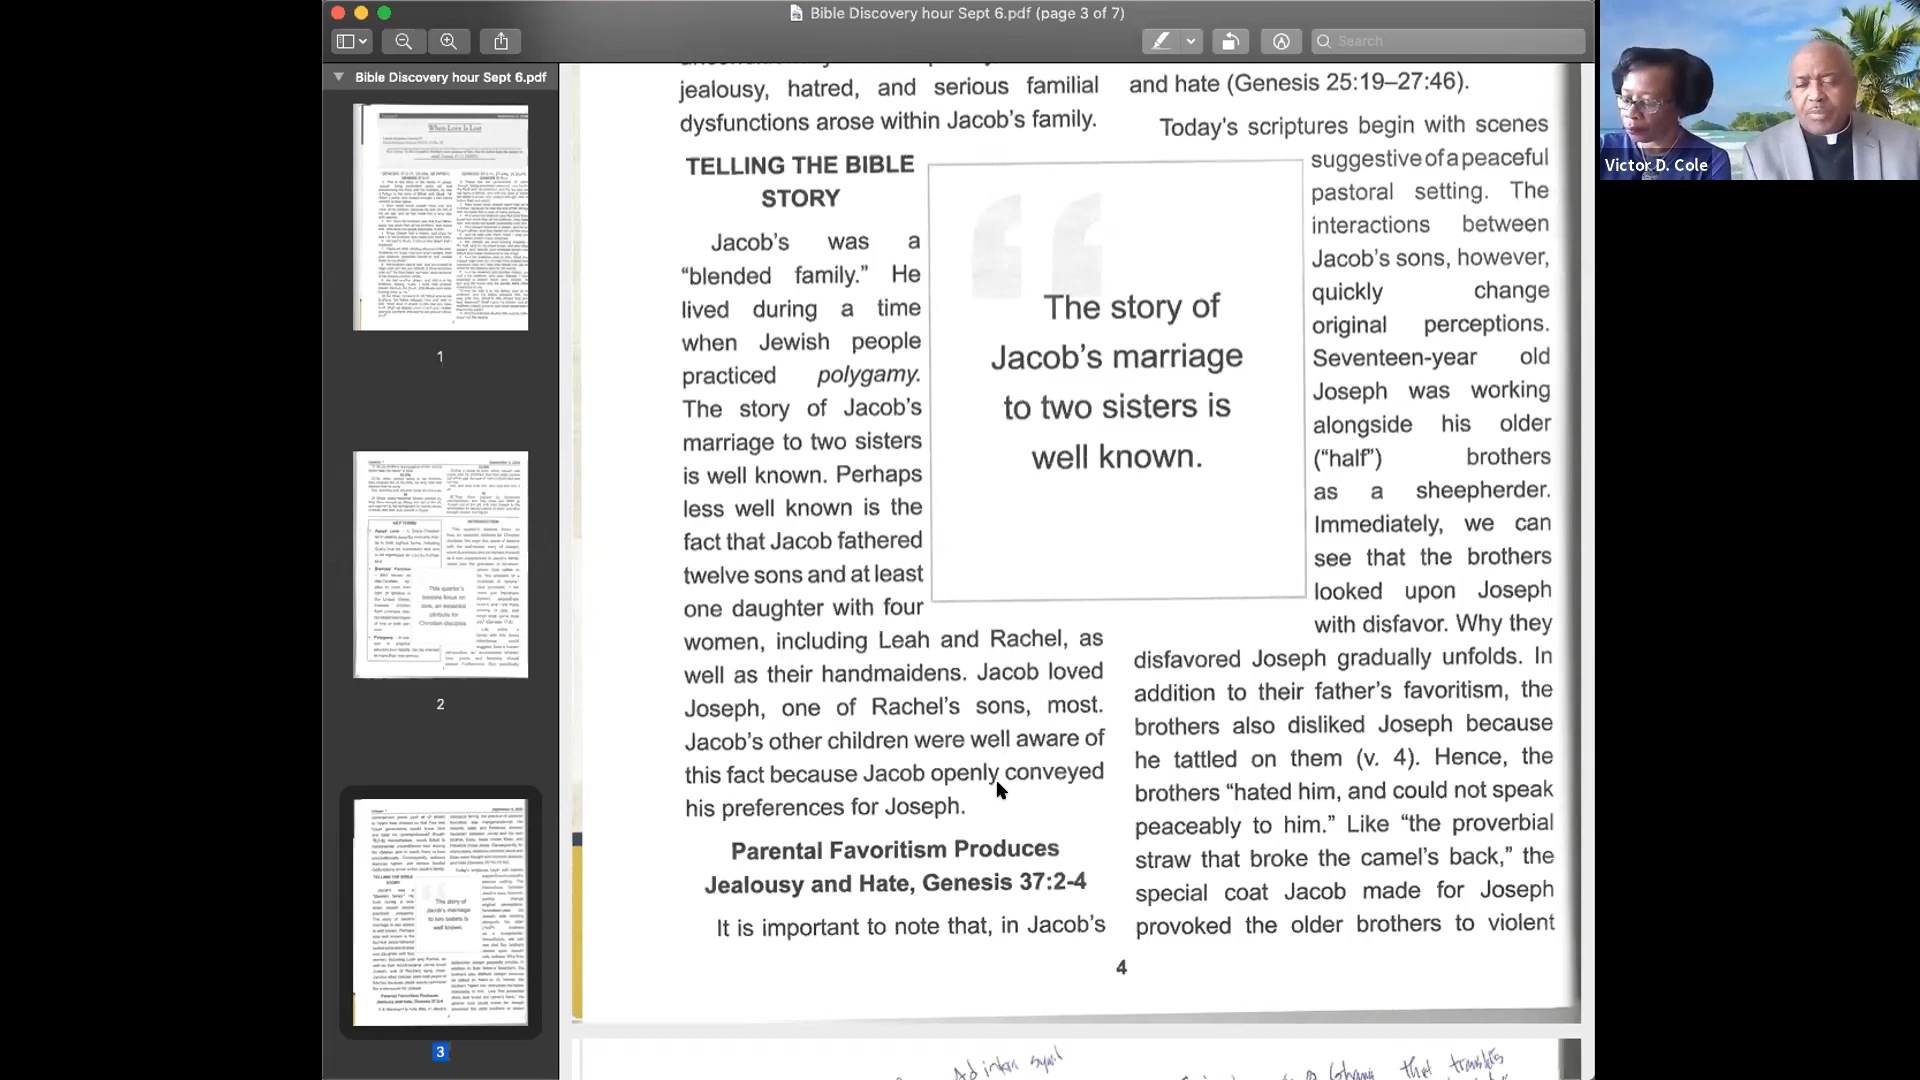 Bible Discovery hour Sept 6.pdf (page 3 of 7)
Search
Bible Discovery hour Sept 6.pdf
When Love Is Lost
1
2
3
jealousy, hatred, and serious familial
dysfunctions arose within Jacob's family.
TELLING THE BIBLE
STORY
Jacob's was a
“blended family.” He
lived during a time
when Jewish people
practiced polygamy.
The story of Jacob's
marriage to two sisters
is well known. Perhaps
less well known is the
fact that Jacob fathered
twelve sons and at least
one daughter with four
women, including Leah and Rachel, as
well as their handmaidens. Jacob loved
Joseph, one of Rachel's sons, most.
Jacob's other children were well aware of
this fact because Jacob openly conveyed
his preferences for Joseph.
Parental Favoritism Produces
Jealousy and Hate, Genesis 37:2-4
It is important to note that, in Jacob's
“
The story of
Jacob's marriage
to two sisters is
well known.
and hate (Genesis 25:19–27:46).
Today's scriptures begin with scenes
suggestive of a peaceful
pastoral setting. The
interactions between
Jacob's sons, however,
quickly change
original perceptions.
Seventeen-year old
Joseph was working
alongside his older
(“half”) brothers
as a sheepherder.
Immediately, we can
see that the brothers
looked upon Joseph
with disfavor. Why they
disfavored Joseph gradually unfolds. In
addition to their father's favoritism, the
brothers also disliked Joseph because
he tattled on them (v. 4). Hence, the
brothers “hated him, and could not speak
peaceably to him.” Like “the proverbial
straw that broke the camel's back,” the
special coat Jacob made for Joseph
provoked the older brothers to violent
4
that
Victor D. Cole